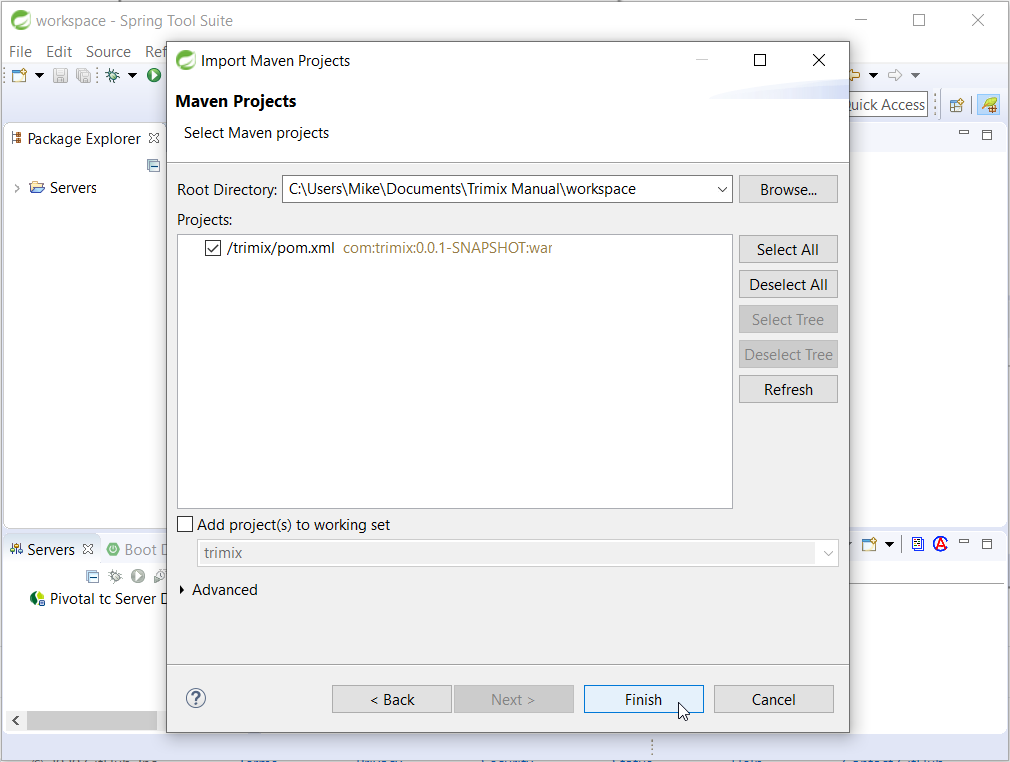 workspace - Spring Tool Suite
File Edit Source Ref
Quick Access
Package Explorer
Servers
Import Maven Projects
Maven Projects
Select Maven projects
Root Directory: C:\Users\Mike\Documents\Trimix Manual\workspace Browse...
Projects:
/trimix/pom.xml com:trimix:0.0.1-SNAPSHOT:war
Select All
Deselect All
Select Tree
Deselect Tree
Refresh
Add project(s) to working set
trimix
Advanced
Servers Boot D
Pivotal tc Server D
? < Back Next > Finish Cancel